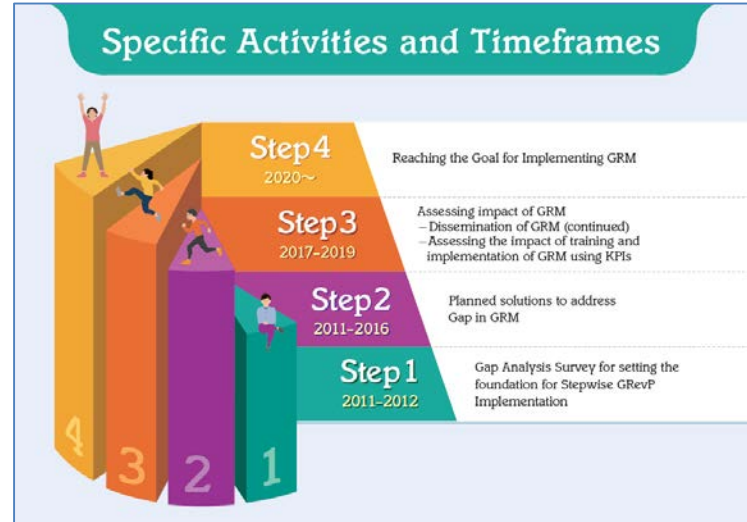 Specific Activities and Timeframes
Step4
2020~
Reaching the Goal for Implementing GRM
Step3
2017-2019
Assessing impact of GRM
–Dissemination of GRM (continued)
–Assessing the impact of training and
implementation of GRM using KPIs
Step2
2011-2016
Planned solutions to address
Gap in GRM
Step1
2011-2012
Gap Analysis Survey for setting the
foundation for Stepwise GRevP
Implementation
4
3
2
1